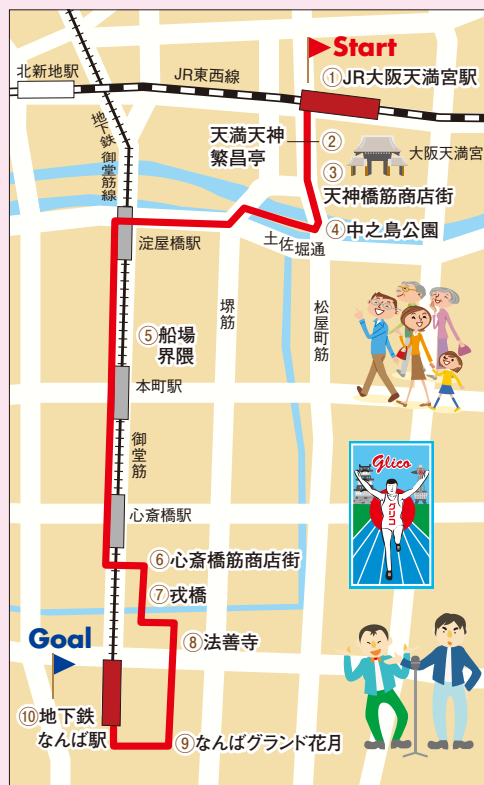 Start
①JR大阪天満宮駅
北新地駅
JR東西線
地下鉄 御堂筋線
天満天神
繁昌亭
②
大阪天満宮
③
天神橋筋商店街
④中之島公園
土佐堀通
淀屋橋駅
堺筋
松屋町筋
⑤船場
界隈
本町駅
御堂筋
Glico
グリコ
心斎橋駅
⑥心斎橋筋商店街
⑦戎橋
Goal
⑧法善寺
⑩地下鉄
なんば駅
⑨なんばグランド花月